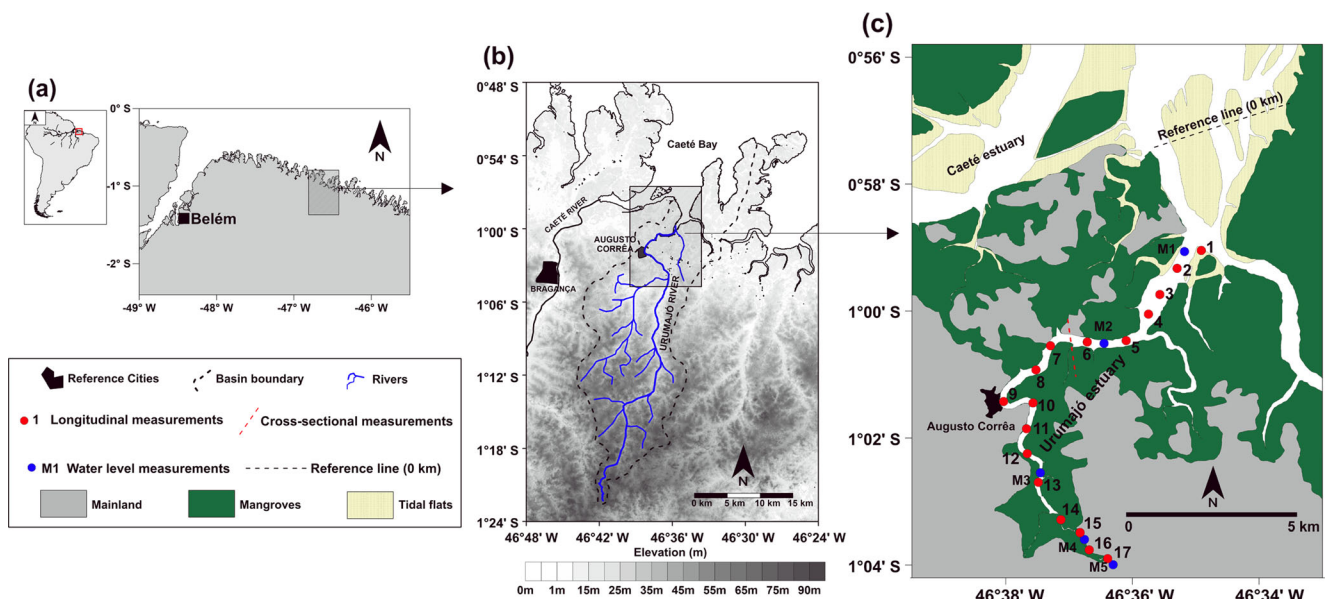 (a)
N
0° S
-1° S
-2° S
-49° W
-48° W
-47° W
-46° W
Belém
N
Reference Cities
Basin boundary
Rivers
1 Longitudinal measurements
Cross-sectional measurements
M1 Water level measurements
Reference line (0 km)
Mainland
Mangroves
Tidal flats
(b)
0°48' S
0°54' S
1°00' S
1°06' S
1°12' S
1°18' S
1°24' S
46°48' W
46°42' W
46°36' W
46°30' W
46°24' W
Caeté Bay
CAETÉ RIVER
AUGUSTO
CORRÊA
BRAGANÇA
URUMAJÓ RIVER
N
0 km
5 km
10 km
15 km
Elevation (m)
0m
1m
15m
25m
35m
45m
55m
65m
75m
90m
(c)
0°56' S
0°58' S
1°00' S
1°02' S
1°04' S
46°38' W
46°36' W
46°34' W
Caeté estuary
Reference line (0 km)
M1
1
2
3
4
M2
5
6
7
8
9
10
Urumajó estuary
Augusto Corrêa
11
12
M3
13
14
15
M4
16
17
M5
N
0
5 km